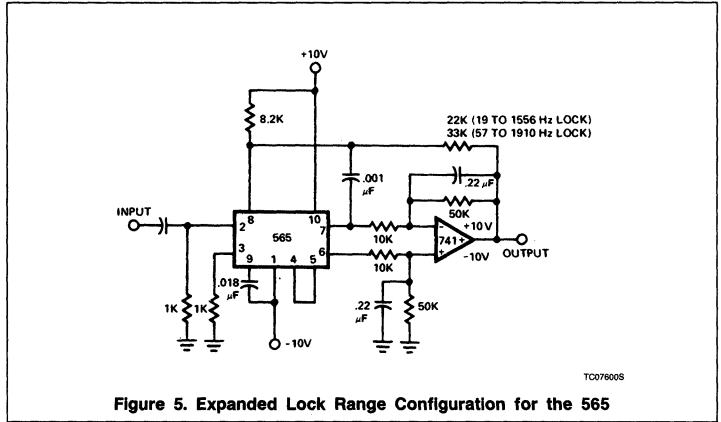 +10V
22K (19 TO 1556 Hz LOCK)
33K (57 TO 1910 Hz LOCK)
8.2K
.001
μF
.22 μF
50K
INPUT
8
10
2
7
10K
-
+10V
565
741
+
OUTPUT
3
6
+
-10V
9
1
4
5
10K
.018
μF
.22
μF
50K
1K
1K
-10V
TC07600S
Figure 5. Expanded Lock Range Configuration for the 565